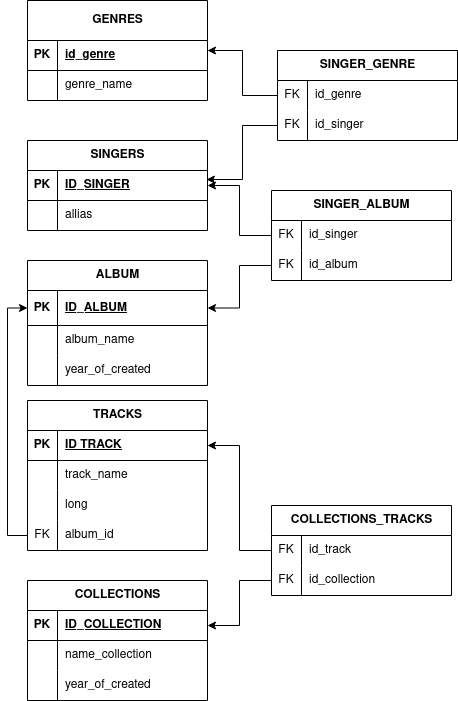 GENRES
PK id_genre
genre_name
SINGER_GENRE
FK id_genre
FK id_singer
SINGERS
PK ID_SINGER
allias
SINGER_ALBUM
FK id_singer
FK id_album
ALBUM
PK ID_ALBUM
album_name
year_of_created
TRACKS
PK ID TRACK
track_name
long
FK album_id
COLLECTIONS_TRACKS
FK id_track
FK id_collection
COLLECTIONS
PK ID_COLLECTION
name_collection
year_of_created